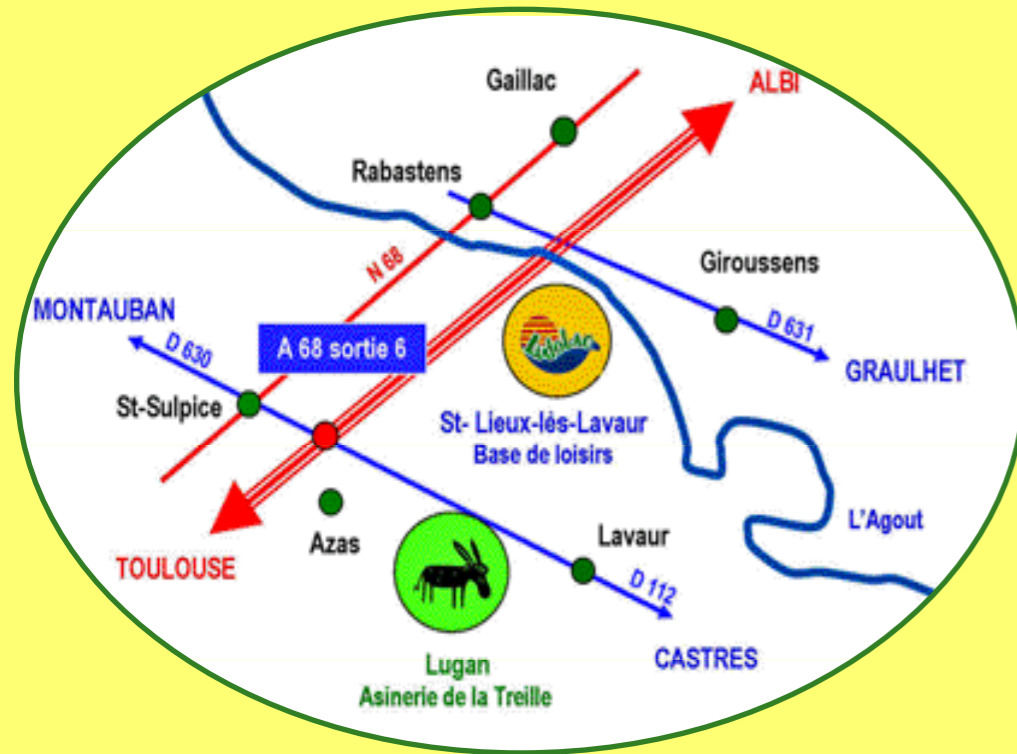 Gaillac
ALBI
Rabastens
N 68
Giroussens
MONTAUBAN
D 630
A 68 sortie 6
D 631
GRAULHET
St-Sulpice
St- Lieux-lés-Lavaur
Base de loisirs
L'Agout
Azas
Lavaur
TOULOUSE
D 112
CASTRES
Lugan
Asinerie de la Treille